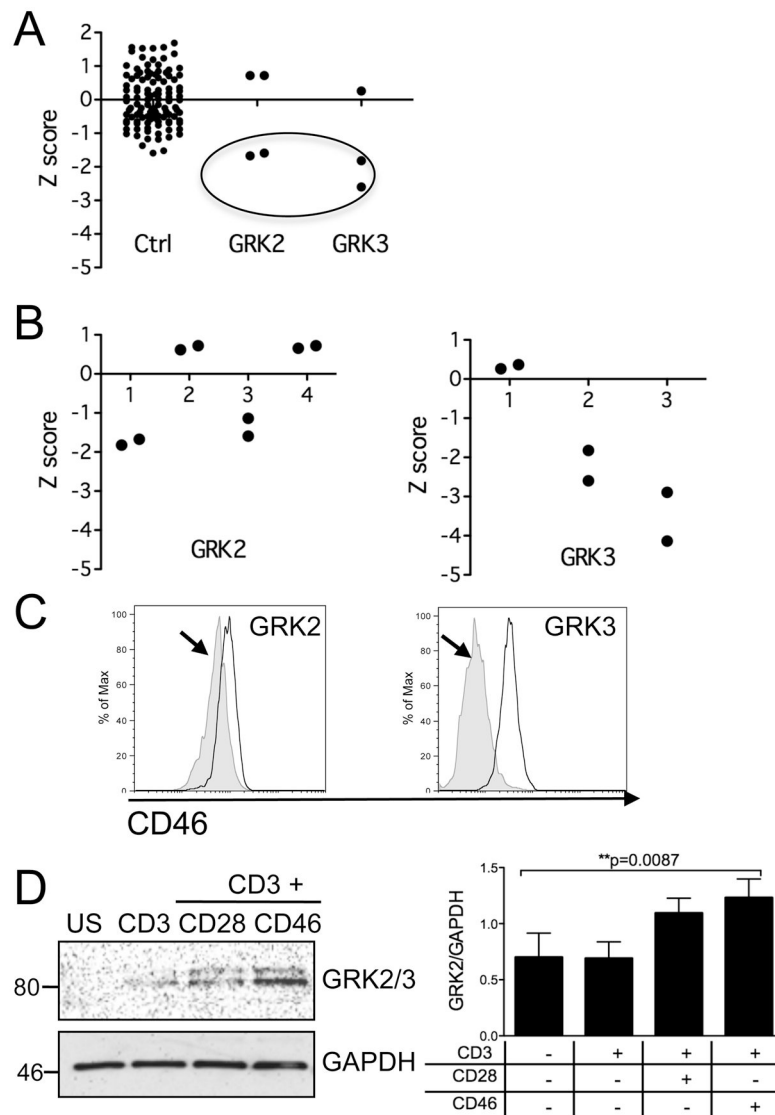 A
2
1
0
-1
-2
-3
-4
-5
Z score
Ctrl GRK2 GRK3
B
1
0
-1
-2
-3
-4
-5
Z score
1 2 3 4
GRK2
1
0
-1
-2
-3
-4
-5
Z score
1 2 3
GRK3
C
100
80
60
40
20
0
% of Max
GRK2
100
80
60
40
20
0
% of Max
GRK3
CD46
D
CD3 +
US CD3 CD28 CD46
80
GRK2/3
46
GAPDH
**p=0.0087
1.5
1.0
0.5
0.0
GRK2/GAPDH
CD3 - + + +
CD28 - - + -
CD46 - - - +